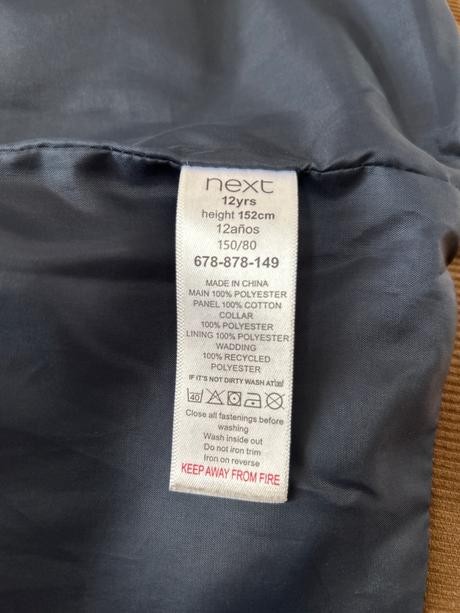 next
12yrs
height 152cm
12años
150/80
678-878-149
MADE IN CHINA
MAIN 100% POLYESTER
PANEL 100% COTTON
COLLAR
100% POLYESTER
LINING 100% POLYESTER
WADDING
100% RECYCLED
POLYESTER
IF IT'S NOT DIRTY WASH AT
40
Close all fastenings before
washing
Wash inside out
Do not iron trim
Iron on reverse
KEEP AWAY FROM FIRE